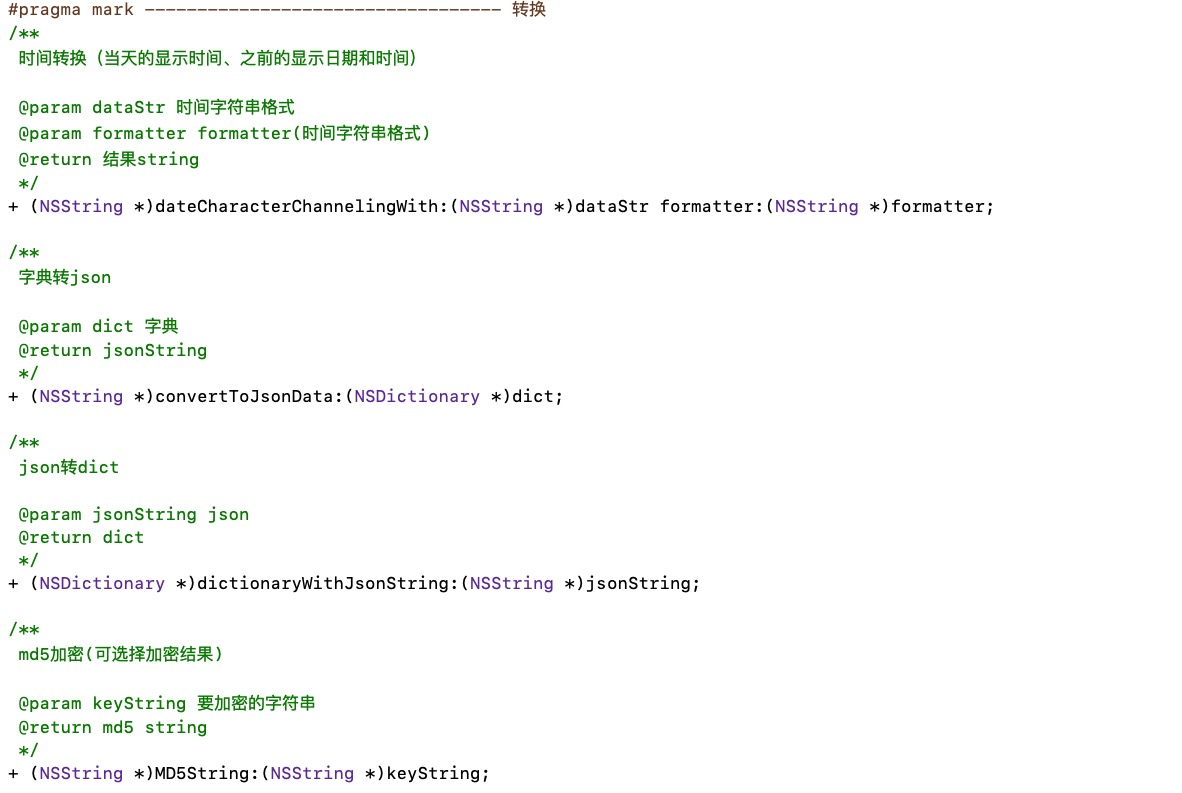 #pragma mark ---------------------------------- 转换
/**
时间转换（当天的显示时间、之前的显示日期和时间）
@param dataStr 时间字符串格式
@param formatter formatter(时间字符串格式)
@return 结果string
*/
+ (NSString *)dateCharacterChannelingWith:(NSString *)dataStr formatter:(NSString *)formatter;
/**
字典转json
@param dict 字典
@return jsonString
*/
+ (NSString *)convertToJsonData:(NSDictionary *)dict;
/**
json转dict
@param jsonString json
@return dict
*/
+ (NSDictionary *)dictionaryWithJsonString:(NSString *)jsonString;
/**
md5加密(可选择加密结果)
@param keyString 要加密的字符串
@return md5 string
*/
+ (NSString *)MD5String:(NSString *)keyString;